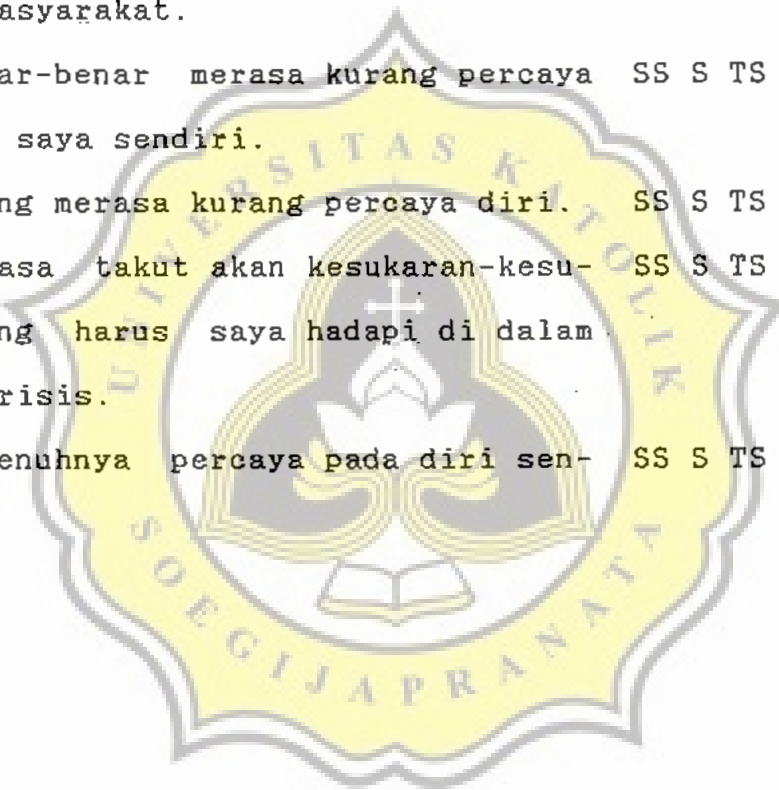 asyarakat.
ar-benar merasa kurang percaya SS S TS
saya sendiri.
ng merasa kurang percaya diri. SS S TS
asa takut akan kesukaran-kesu- SS S TS
ng harus saya hadapi di dalam
risis.
enuhnya percaya pada diri sen- SS S TS
UNIVERSITAS KATOLIK
SOEGIJAPRANATA